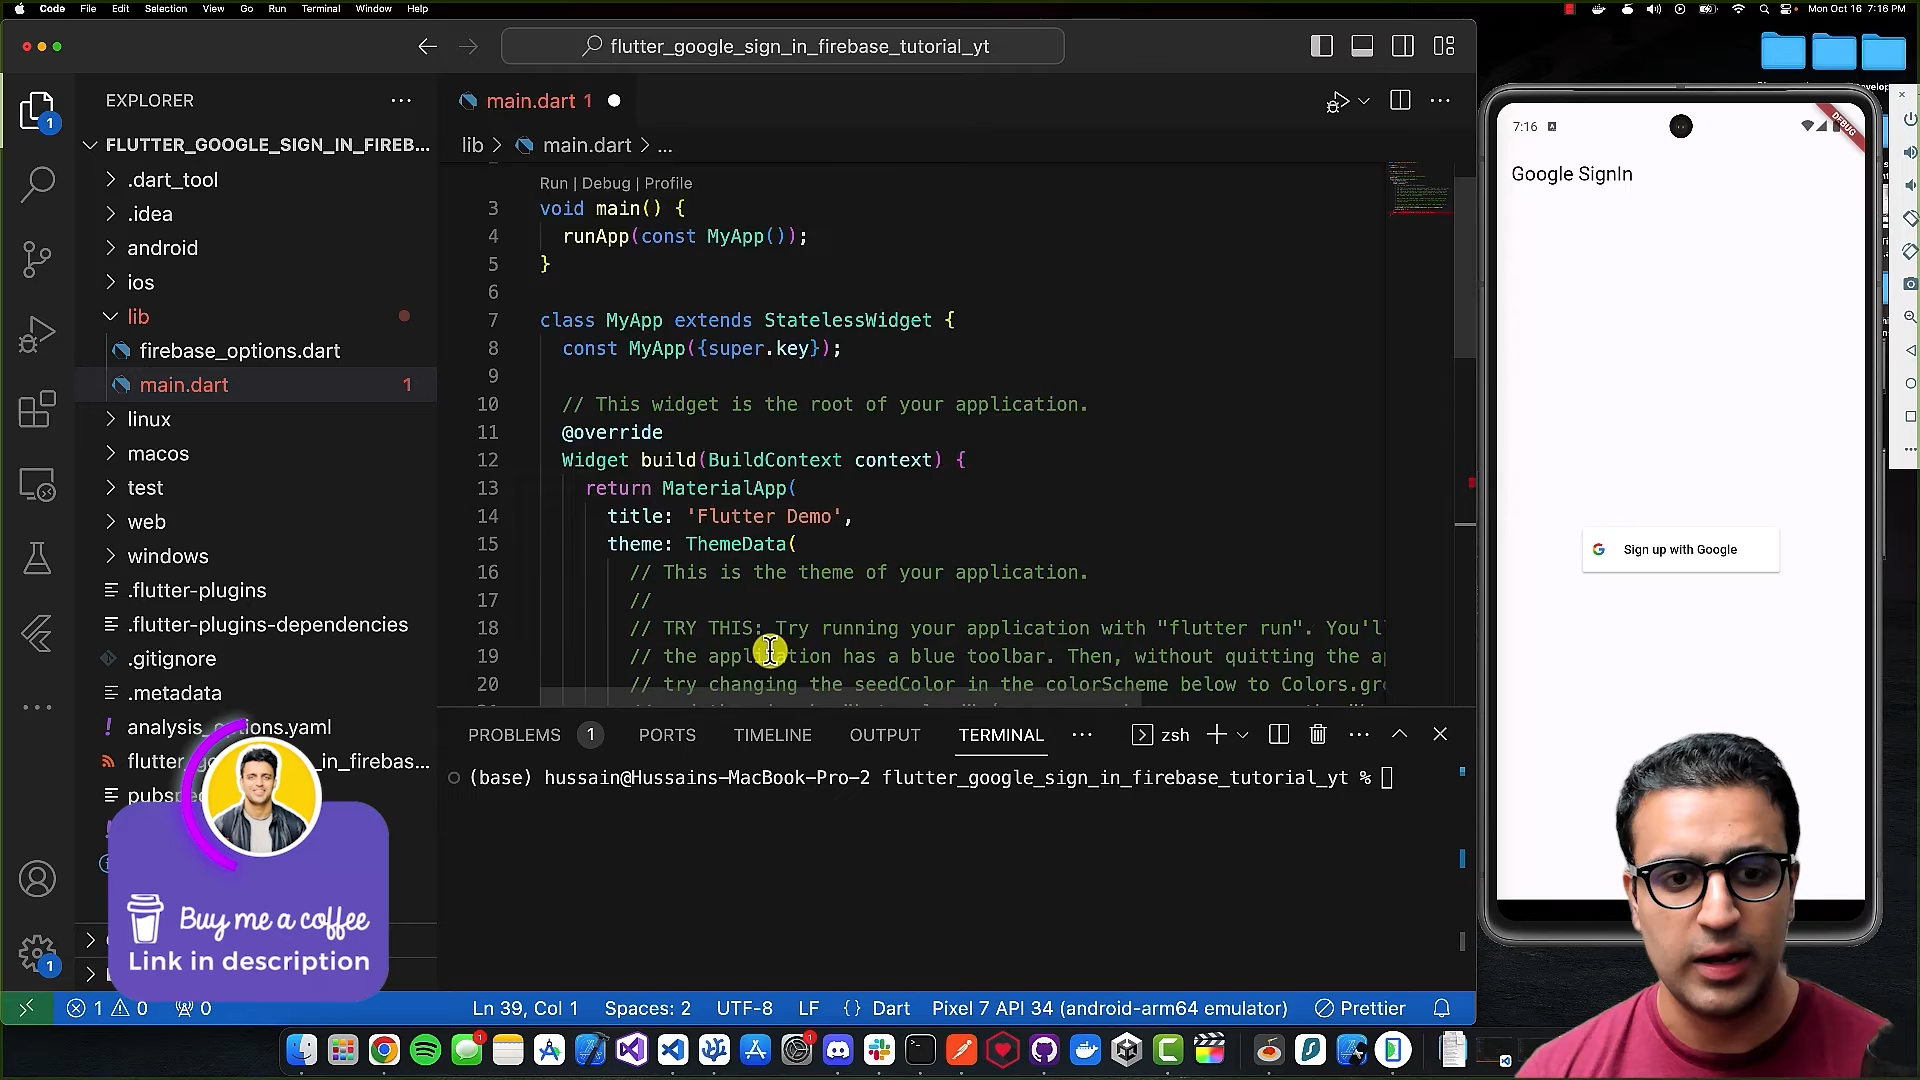 Code File Edit Selection View Go Run Terminal Window Help
Mon Oct 16 7:16 PM
flutter_google_sign_in_firebase_tutorial_yt
EXPLORER
FLUTTER_GOOGLE_SIGN_IN_FIREB...
.dart_tool
.idea
android
ios
lib
firebase_options.dart
main.dart 1
linux
macos
test
web
windows
.flutter-plugins
.flutter-plugins-dependencies
.gitignore
.metadata
1
1
main.dart 1
lib > main.dart > ...
Run | Debug | Profile
3 void main() {
4 runApp(const MyApp());
5 }
6
7 class MyApp extends StatelessWidget {
8 const MyApp({super.key});
9
10 // This widget is the root of your application.
11 @override
12 Widget build(BuildContext context) {
13 return MaterialApp(
14 title: 'Flutter Demo',
15 theme: ThemeData(
16 // This is the theme of your application.
17 //
18 // TRY THIS: Try running your application with "flutter run". You'l
19 // the application has a blue toolbar. Then, without quitting the a
20 // try changing the seedColor in the colorScheme below to Colors.gr
PROBLEMS 1 PORTS TIMELINE OUTPUT TERMINAL
zsh
(base) hussain@Hussains-MacBook-Pro-2 flutter_google_sign_in_firebase_tutorial_yt %
Buy me a coffee
Link in description
1 0 0
Ln 39, Col 1 Spaces: 2 UTF-8 LF {} Dart Pixel 7 API 34 (android-arm64 emulator) Prettier
7:16
DEBUG
Google SignIn
Sign up with Google